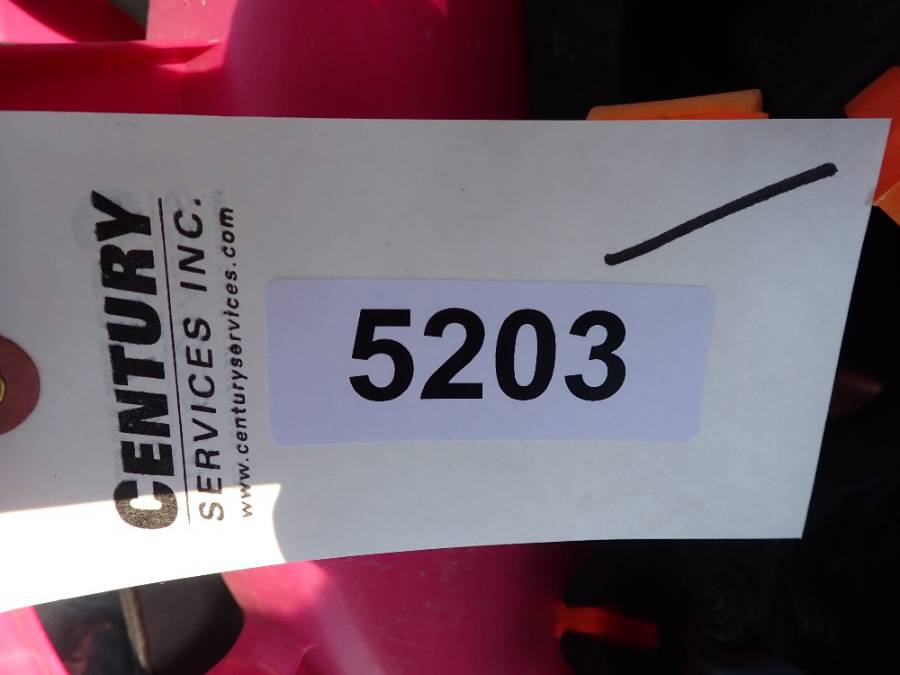 CENTURY
SERVICES INC.
www.centuryservices.com
5203